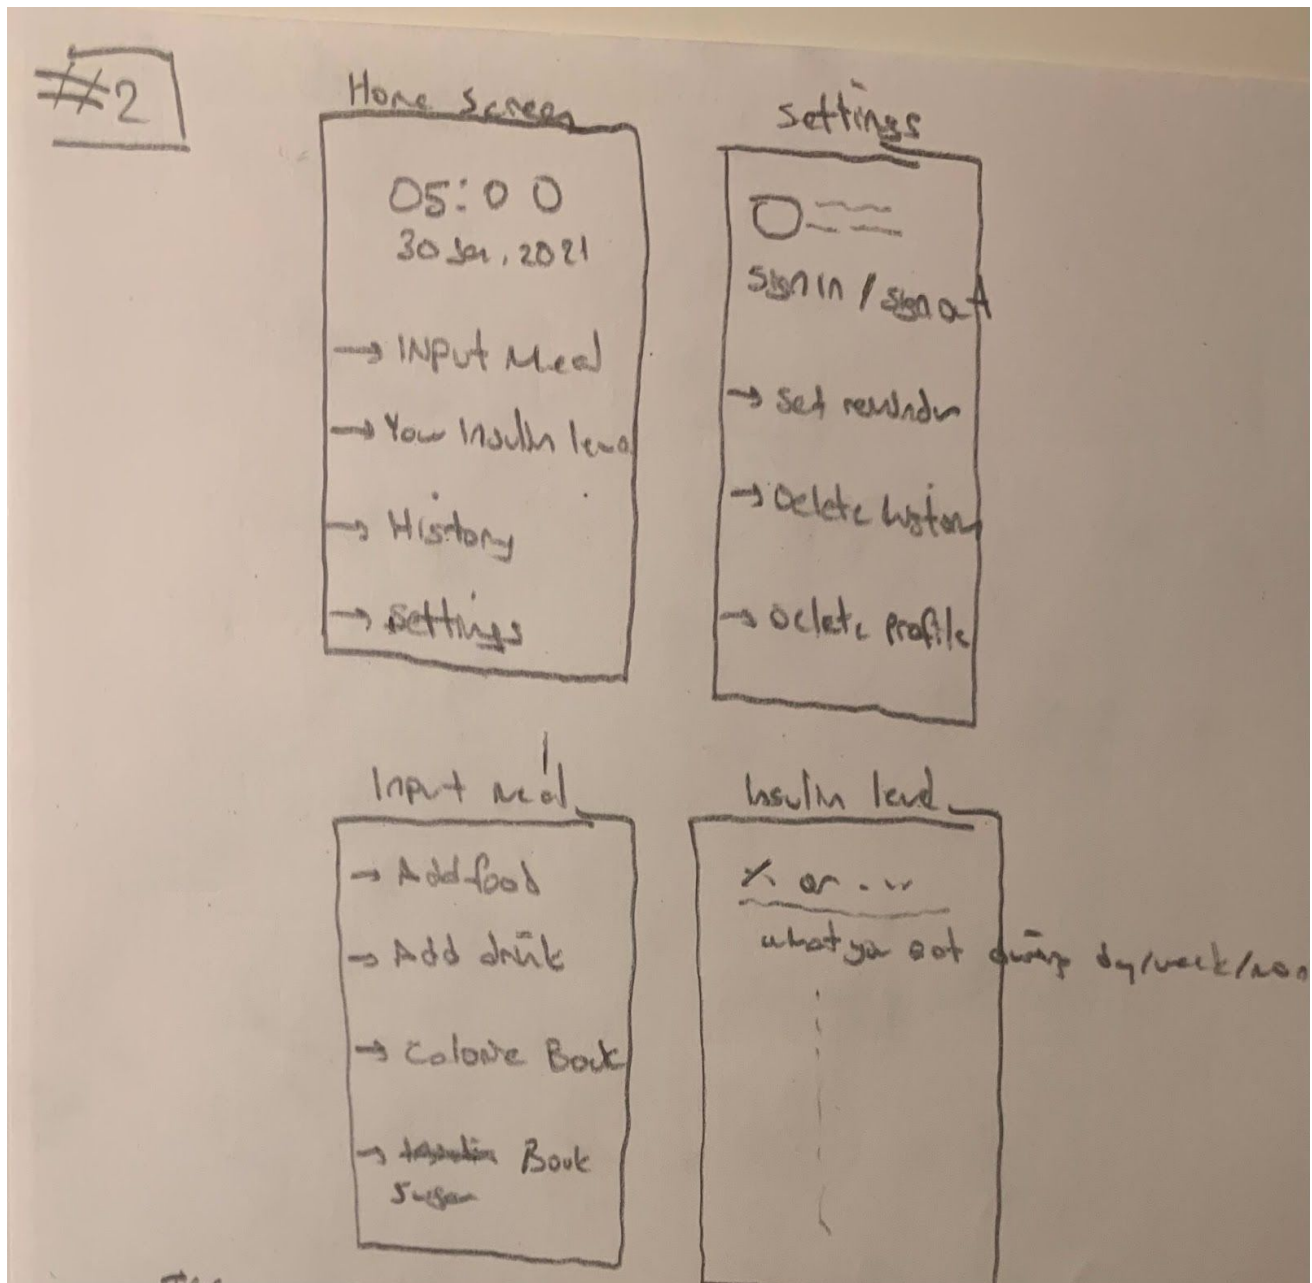 #2
Home Screen
05:00
30 Jan, 2021
→ INPut Meal
→ Your Insulin level
→ History
→ settings
settings
Sign in / sign out
→ Set reminder
→ Delete history
→ Delete profile
Input meal
→ Add food
→ Add drink
→ Calorie Book
→ Book
Sugar
Insulin level
% or
what you eat during day/week/mon